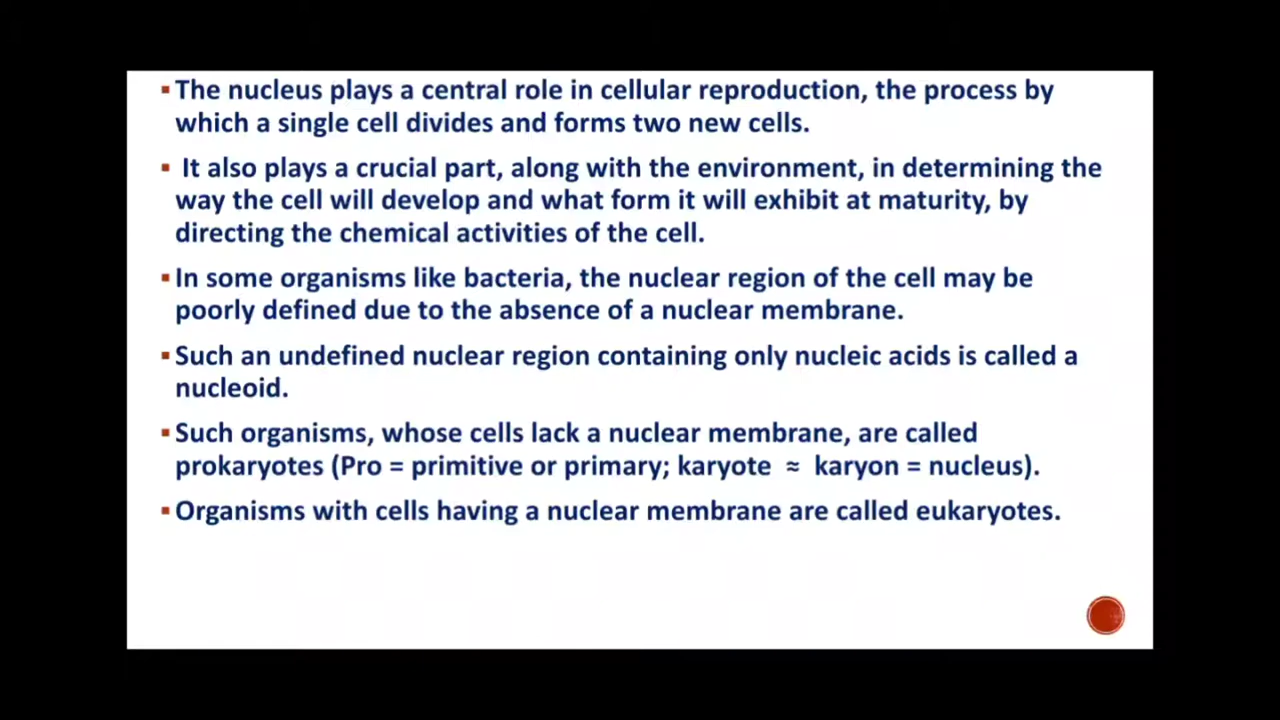 ▪The nucleus plays a central role in cellular reproduction, the process by
which a single cell divides and forms two new cells.
▪ It also plays a crucial part, along with the environment, in determining the
way the cell will develop and what form it will exhibit at maturity, by
directing the chemical activities of the cell.
▪In some organisms like bacteria, the nuclear region of the cell may be
poorly defined due to the absence of a nuclear membrane.
▪Such an undefined nuclear region containing only nucleic acids is called a
nucleoid.
▪Such organisms, whose cells lack a nuclear membrane, are called
prokaryotes (Pro = primitive or primary; karyote ≈ karyon = nucleus).
▪Organisms with cells having a nuclear membrane are called eukaryotes.